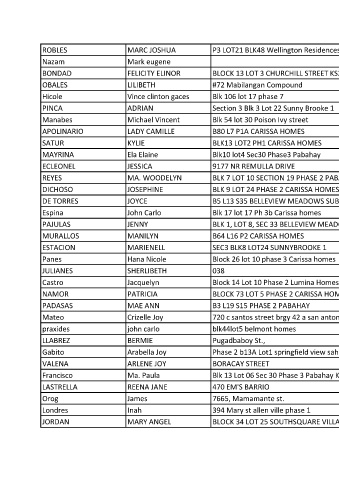 ROBLES MARC JOSHUA P3 LOT21 BLK48 Wellington Residences
Nazam Mark eugene
BONDAD FELICITY ELINOR BLOCK 13 LOT 3 CHURCHILL STREET KS
OBALES LILIBETH #72 Mabilangan Compound
Hicole Vince clinton gaces Blk 106 lot 17 phase 7
PINCA ADRIAN Section 3 Blk 3 Lot 22 Sunny Brooke 1
Manabes Michael Vincent Blk 54 lot 30 Poison Ivy street
APOLINARIO LADY CAMILLE B80 L7 P1A CARISSA HOMES
SATUR KYLIE BLK13 LOT2 PH1 CARISSA HOMES
MAYRINA Ela Elaine Blk10 lot4 Sec30 Phase3 Pabahay
ECLEONEL JESSICA 9177 NR REMULLA DRIVE
REYES MA. WOODELYN BLK 7 LOT 10 SECTION 19 PHASE 2 PAB
DICHOSO JOSEPHINE BLK 9 LOT 24 PHASE 2 CARISSA HOMES
DE TORRES JOYCE B5 L13 S35 BELLEVIEW MEADOWS SUB
Espina John Carlo Blk 17 lot 17 Ph 3b Carissa homes
PAJULAS JENNY BLK 1, LOT 8, SEC 33 BELLEVIEW MEAD
MURALLOS MANILYN B64 L16 P2 CARISSA HOMES
ESTACION MARIENELL SEC3 BLK8 LOT24 SUNNYBROOKE 1
Panes Hana Nicole Block 26 lot 10 phase 3 Carissa homes
JULIANES SHERLIBETH 038
Castro Jacquelyn Block 14 Lot 10 Phase 2 Lumina Homes
NAMOR PATRICIA BLOCK 73 LOT 5 PHASE 2 CARISSA HOM
PADASAS MAE ANN B3 L19 S15 PHASE 2 PABAHAY
Mateo Crizelle Joy 720 c santos street brgy 42 a san anton
praxides john carlo blk44lot5 belmont homes
LLABREZ BERMIE Pugadbaboy St.,
Gabito Arabella Joy Phase 2 b13A Lot1 springfield view sah
VALENA ARLENE JOY BORACAY STREET
Francisco Ma. Paula Blk 13 Lot 06 Sec 30 Phase 3 Pabahay K
LASTRELLA REENA JANE 470 EM'S BARRIO
Orog James 7665, Mamamante st.
Londres Inah 394 Mary st allen ville phase 1
JORDAN MARY ANGEL BLOCK 34 LOT 25 SOUTHSQUARE VILLA